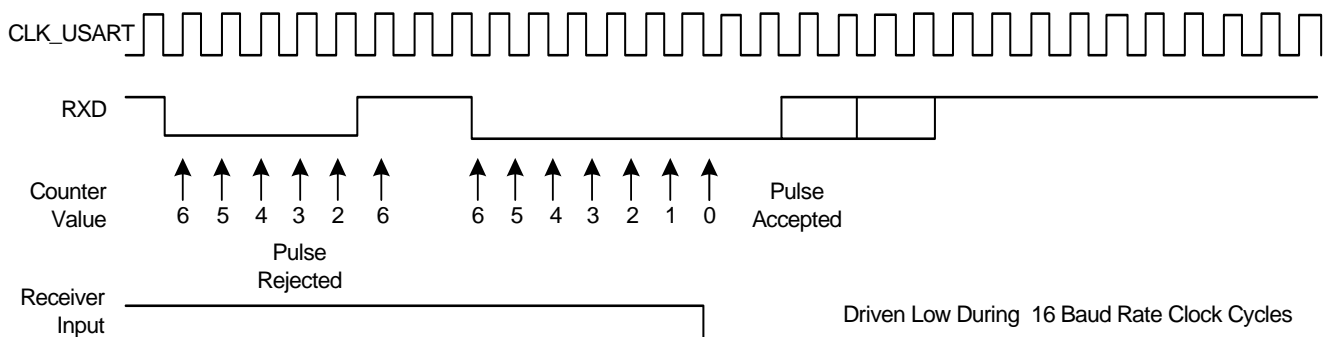 CLK_USART
RXD
Counter
Value
6 5 4 3 2 6 6 5 4 3 2 1 0
Pulse
Accepted
Pulse
Rejected
Receiver
Input
Driven Low During 16 Baud Rate Clock Cycles